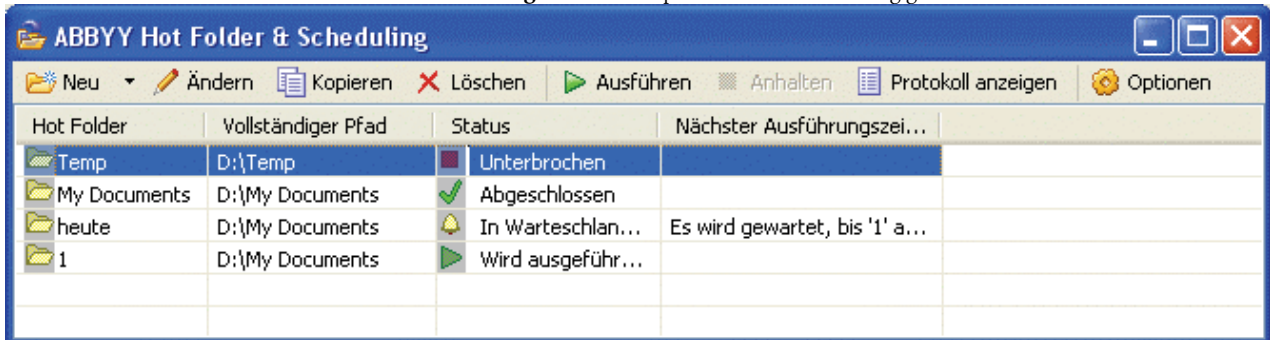 ABBYY Hot Folder & Scheduling
Neu Ändern Kopieren Löschen Ausführen Anhalten Protokoll anzeigen Optionen
Hot Folder Vollständiger Pfad Status Nächster Ausführungszei...
Temp D:\Temp Unterbrochen
My Documents D:\My Documents Abgeschlossen
heute D:\My Documents In Warteschlan... Es wird gewartet, bis '1' a...
1 D:\My Documents Wird ausgeführ...